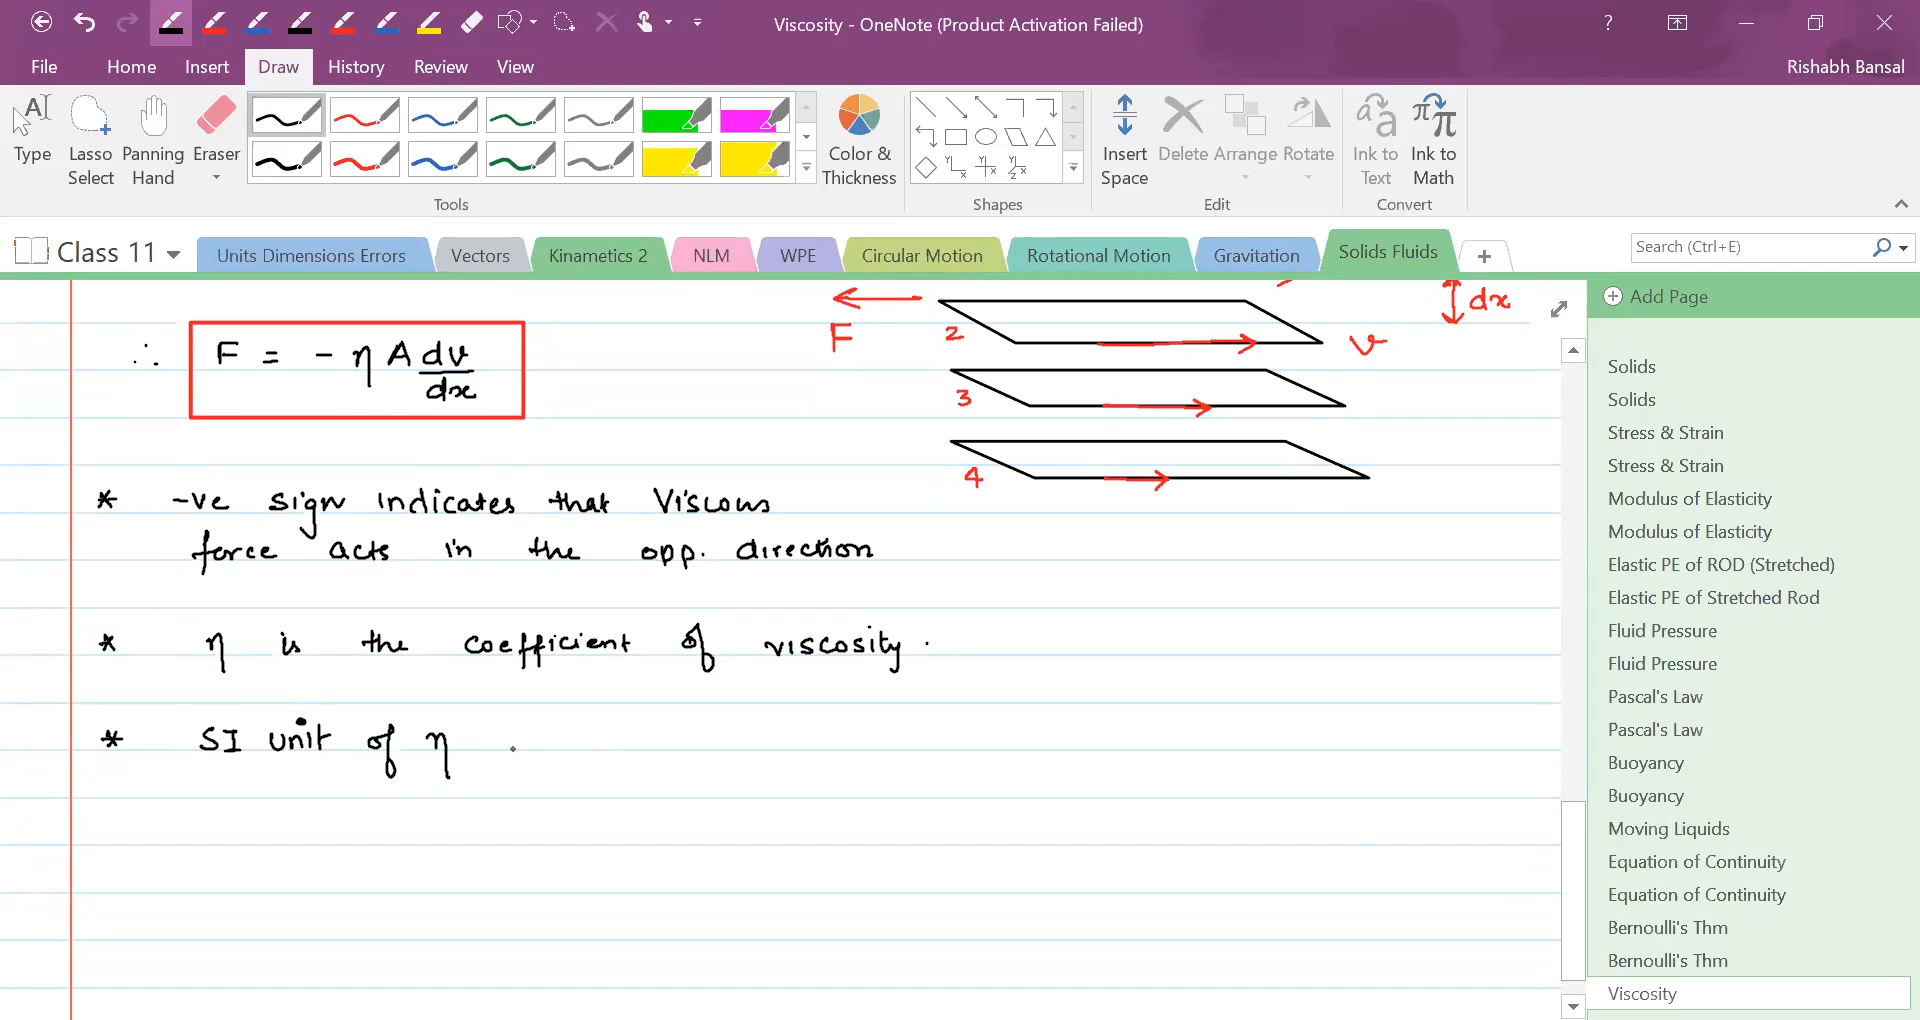 Viscosity - OneNote (Product Activation Failed)
?
File Home Insert Draw History Review View
Rishabh Bansal
Type
Lasso Select
Panning Hand
Eraser
Color & Thickness
Insert Space
Delete
Arrange
Rotate
Ink to Text
Ink to Math
Tools
Shapes
Edit
Convert
Class 11
Units Dimensions Errors
Vectors
Kinametics 2
NLM
WPE
Circular Motion
Rotational Motion
Gravitation
Solids Fluids
+
Search (Ctrl+E)
Add Page
∴ F = - η A dv/dx
F
2
v
dx
3
4
* -ve sign indicates that Viscous
force acts in the opp. direction
* η is the coefficient of viscosity.
* SI unit of η
Solids
Solids
Stress & Strain
Stress & Strain
Modulus of Elasticity
Modulus of Elasticity
Elastic PE of ROD (Stretched)
Elastic PE of Stretched Rod
Fluid Pressure
Fluid Pressure
Pascal's Law
Pascal's Law
Buoyancy
Buoyancy
Moving Liquids
Equation of Continuity
Equation of Continuity
Bernoulli's Thm
Bernoulli's Thm
Viscosity